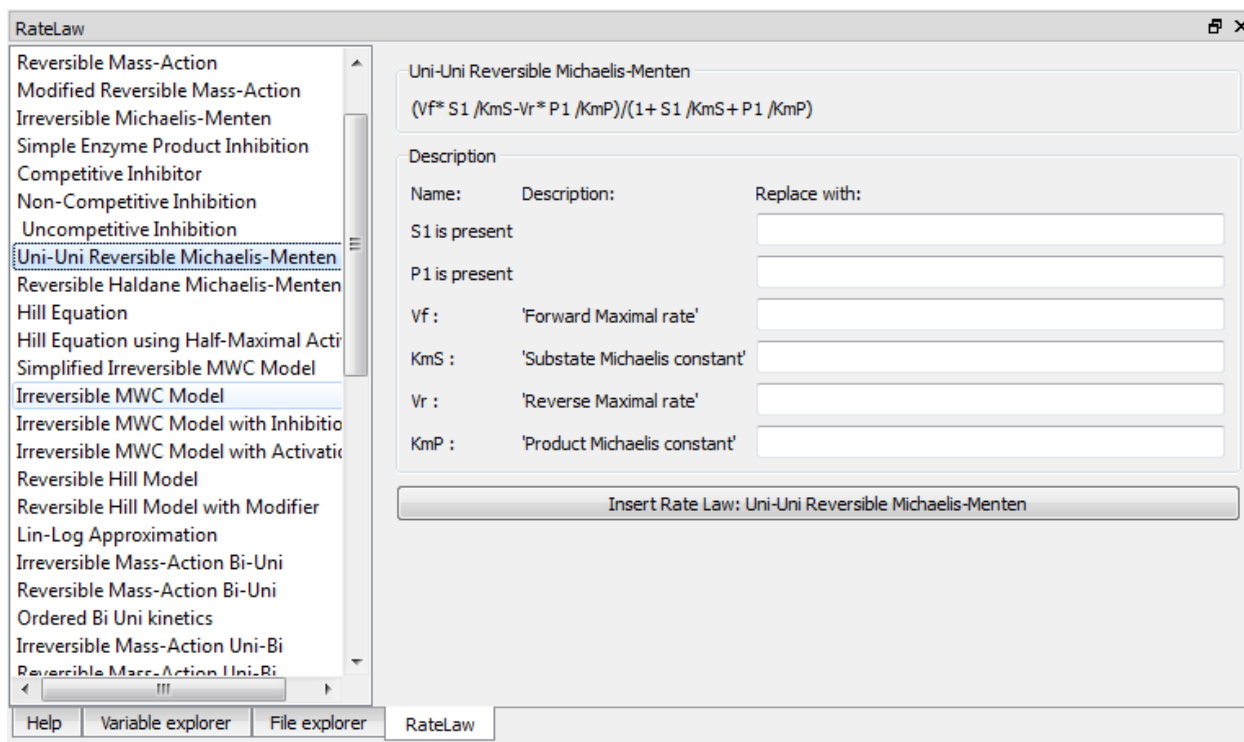 RateLaw
Reversible Mass-Action
Modified Reversible Mass-Action
Irreversible Michaelis-Menten
Simple Enzyme Product Inhibition
Competitive Inhibitor
Non-Competitive Inhibition
Uncompetitive Inhibition
Uni-Uni Reversible Michaelis-Menten
Reversible Haldane Michaelis-Menten
Hill Equation
Hill Equation using Half-Maximal Acti
Simplified Irreversible MWC Model
Irreversible MWC Model
Irreversible MWC Model with Inhibitio
Irreversible MWC Model with Activatio
Reversible Hill Model
Reversible Hill Model with Modifier
Lin-Log Approximation
Irreversible Mass-Action Bi-Uni
Reversible Mass-Action Bi-Uni
Ordered Bi Uni kinetics
Irreversible Mass-Action Uni-Bi
Reversible Mass-Action Uni-Bi
Uni-Uni Reversible Michaelis-Menten
(Vf* S1 /KmS-Vr* P1 /KmP)/(1+ S1 /KmS+ P1 /KmP)
Description
Name: Description: Replace with:
S1 is present
P1 is present
Vf : 'Forward Maximal rate'
KmS : 'Substate Michaelis constant'
Vr : 'Reverse Maximal rate'
KmP : 'Product Michaelis constant'
Insert Rate Law: Uni-Uni Reversible Michaelis-Menten
Help Variable explorer File explorer RateLaw